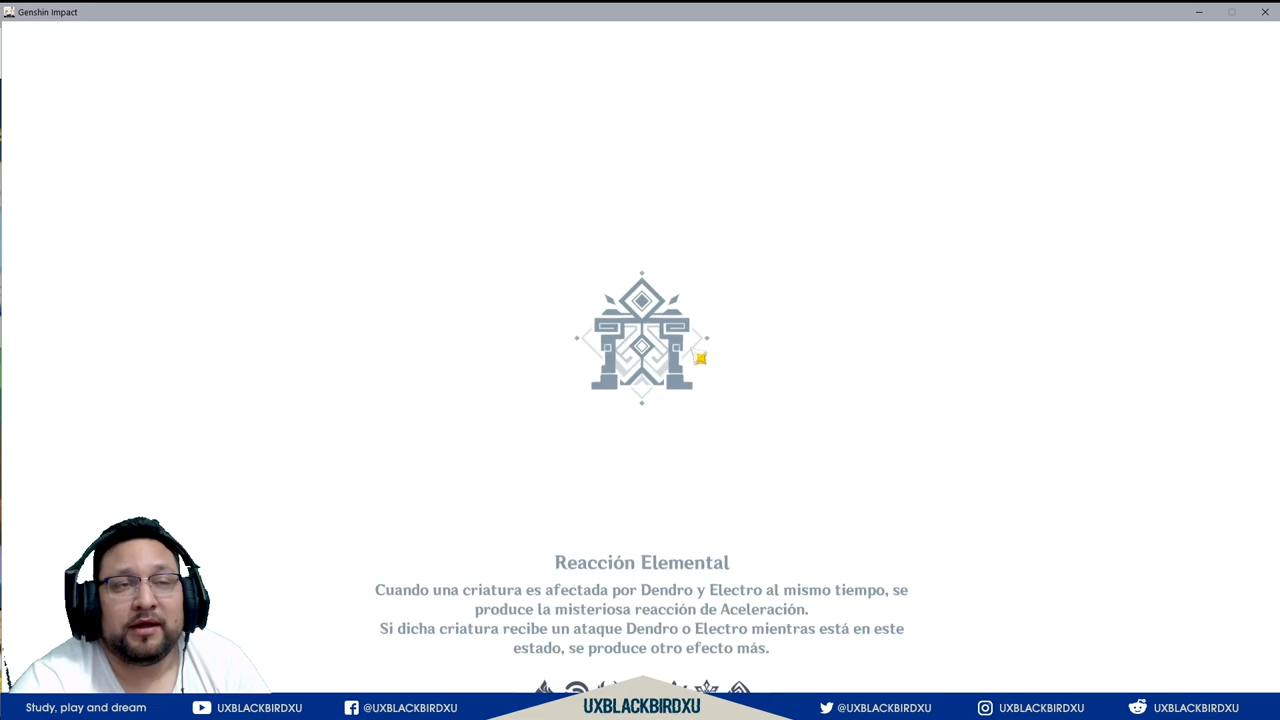 Genshin Impact
Reacción Elemental
Cuando una criatura es afectada por Dendro y Electro al mismo tiempo, se
produce la misteriosa reacción de Aceleración.
Si dicha criatura recibe un ataque Dendro o Electro mientras está en este
estado, se produce otro efecto más.
Study, play and dream
UXBLACKBIRDXU
@UXBLACKBIRDXU
UXBLACKBIRDXU
@UXBLACKBIRDXU
UXBLACKBIRDXU
UXBLACKBIRDXU